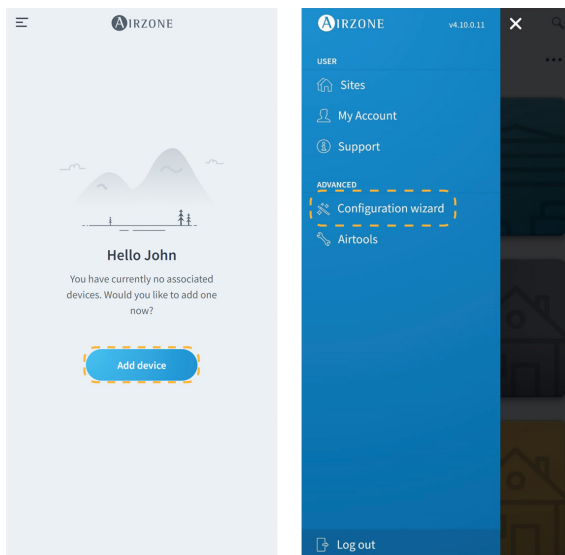 AIRZONE
Hello John
You have currently no associated
devices. Would you like to add one
now?
Add device
AIRZONE
v4.10.0.11
USER
Sites
My Account
Support
ADVANCED
Configuration wizard
Airtools
Log out